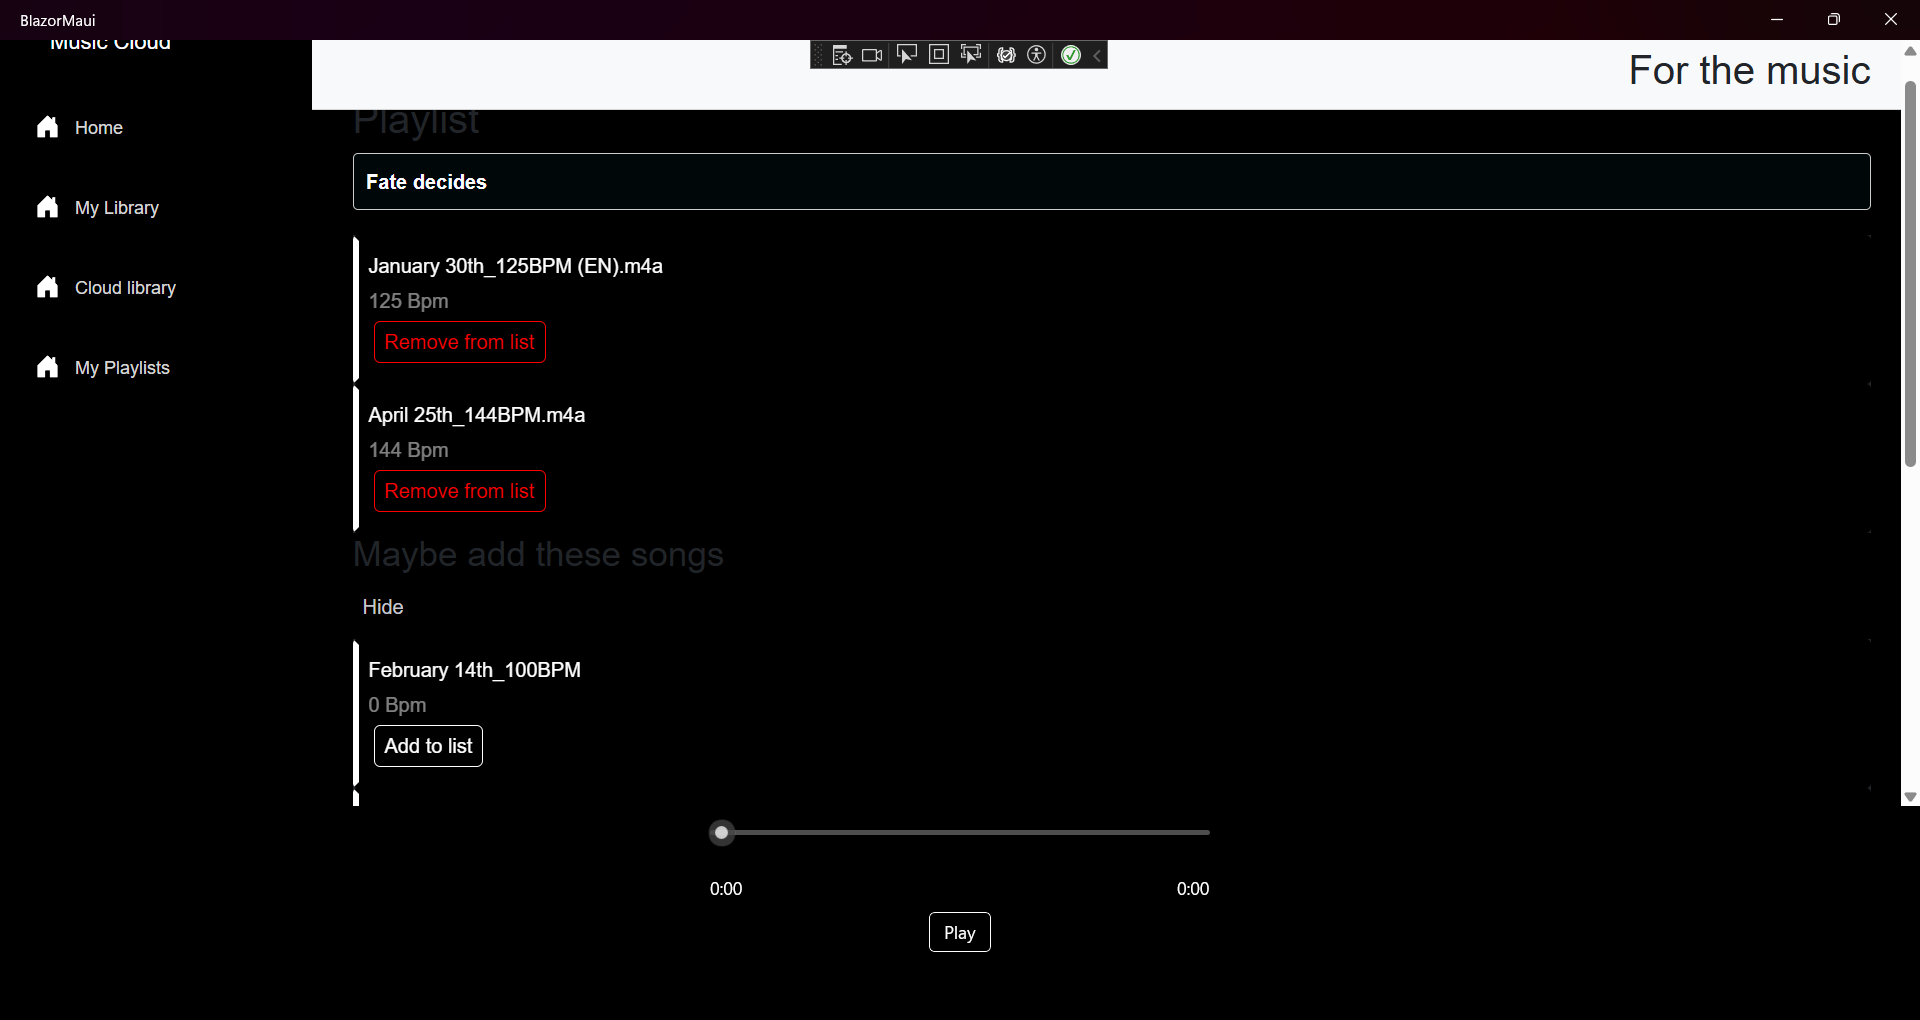 BlazorMaui
Music Cloud
For the music
Home
My Library
Cloud library
My Playlists
Playlist
Fate decides
January 30th_125BPM (EN).m4a
125 Bpm
Remove from list
April 25th_144BPM.m4a
144 Bpm
Remove from list
Maybe add these songs
Hide
February 14th_100BPM
0 Bpm
Add to list
0:00
0:00
Play